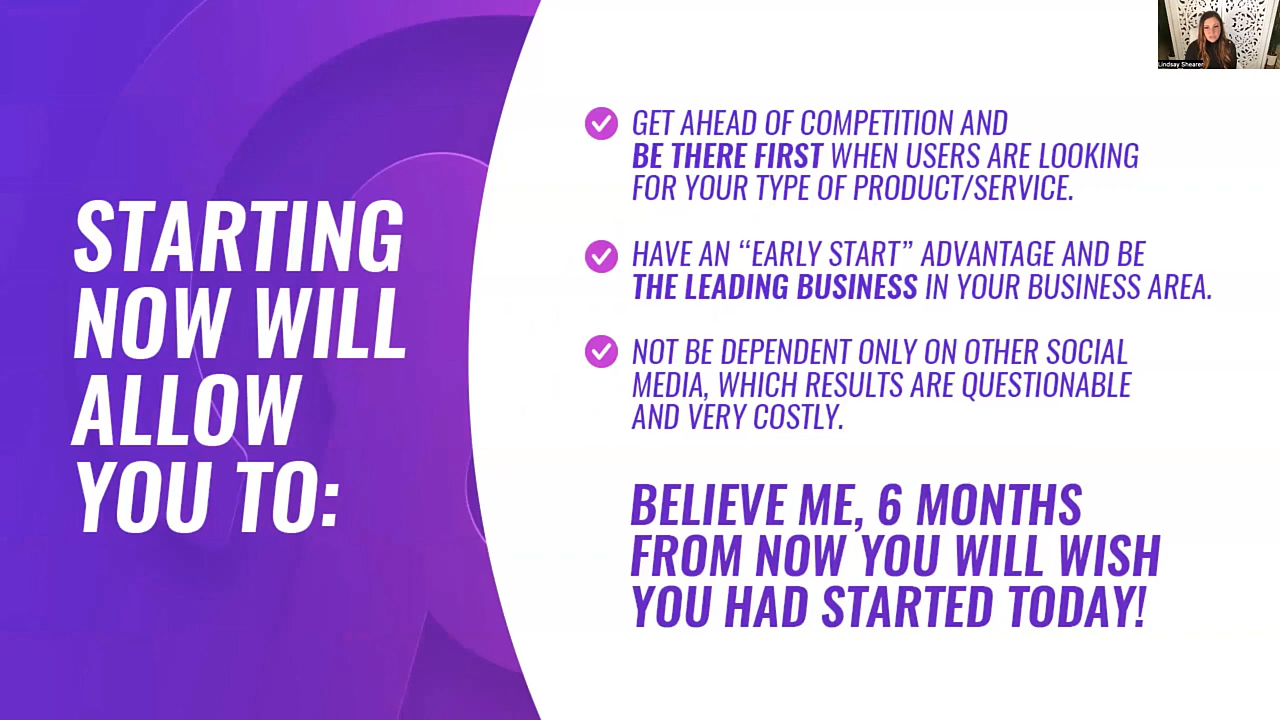 STARTING
NOW WILL
ALLOW
YOU TO:
GET AHEAD OF COMPETITION AND
BE THERE FIRST WHEN USERS ARE LOOKING
FOR YOUR TYPE OF PRODUCT/SERVICE.
HAVE AN “EARLY START” ADVANTAGE AND BE
THE LEADING BUSINESS IN YOUR BUSINESS AREA.
NOT BE DEPENDENT ONLY ON OTHER SOCIAL
MEDIA, WHICH RESULTS ARE QUESTIONABLE
AND VERY COSTLY.
BELIEVE ME, 6 MONTHS
FROM NOW YOU WILL WISH
YOU HAD STARTED TODAY!
Lindsay Shearer